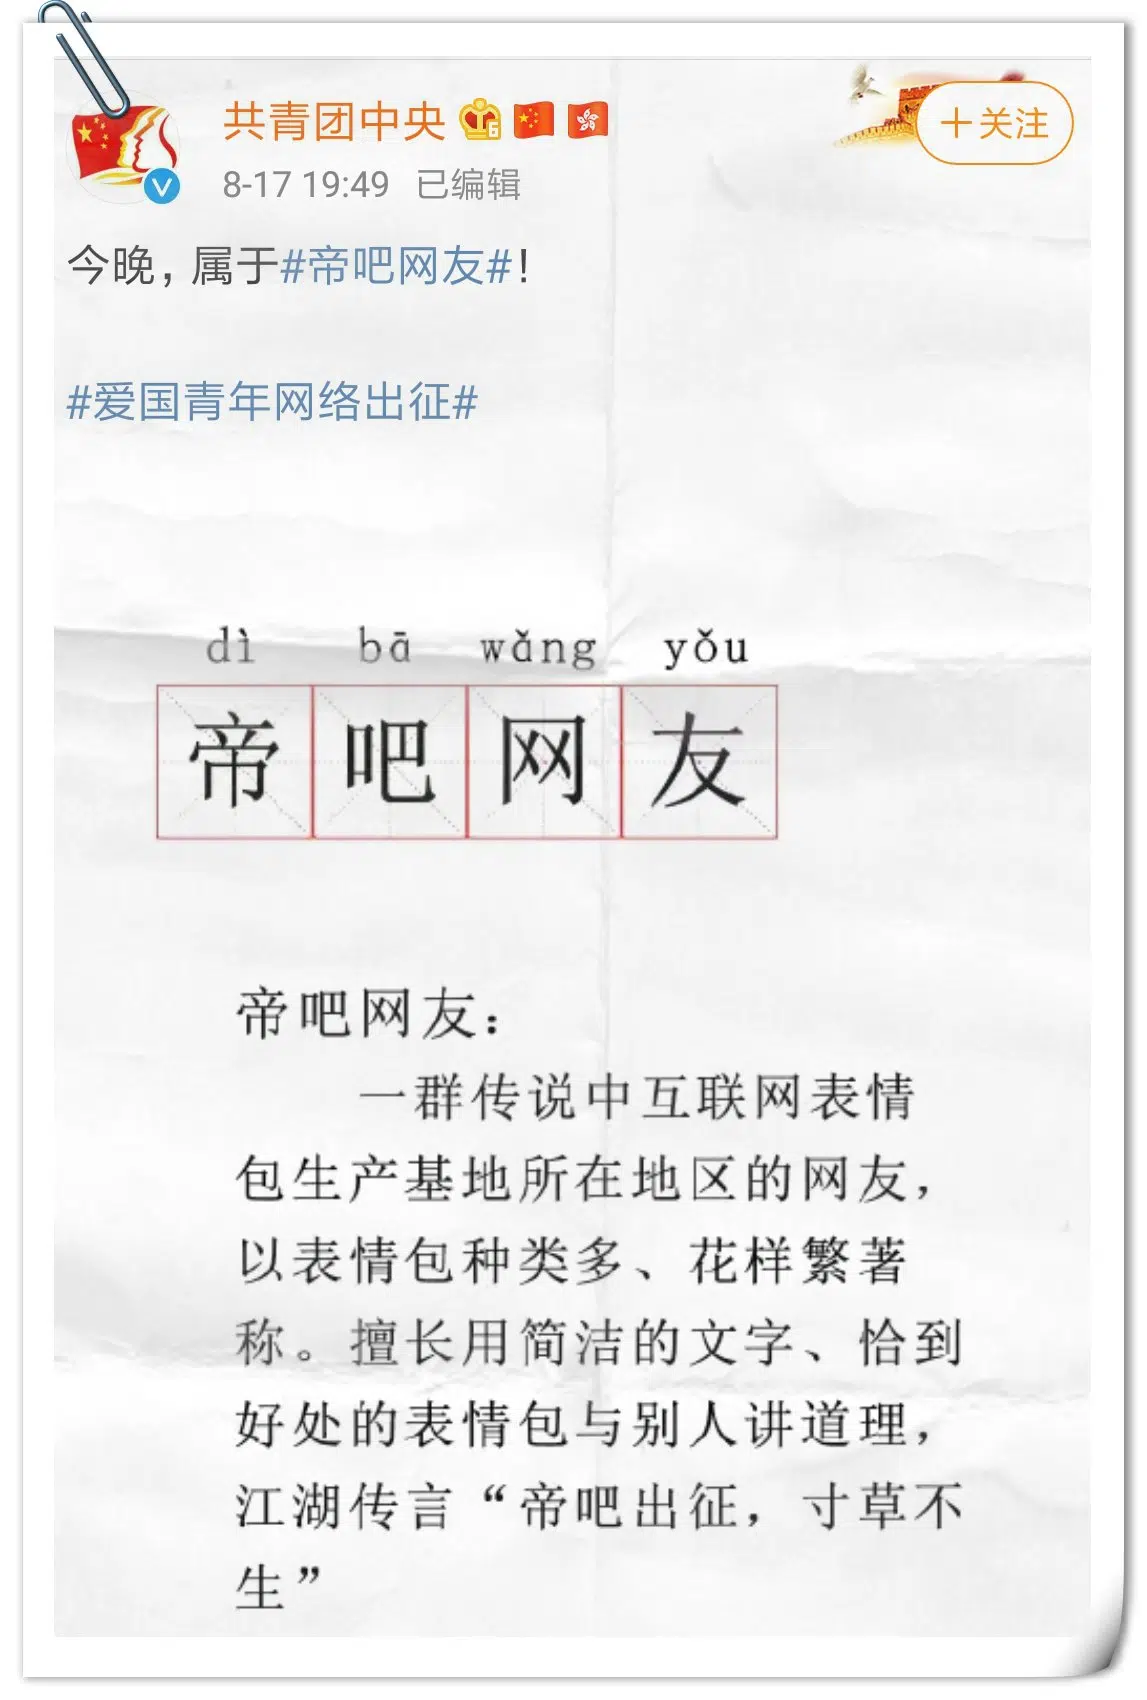 共青团中央
+关注
8-17 19:49 已编辑
今晚，属于#帝吧网友#！
#爱国青年网络出征#
dì bā wǎng yǒu
帝吧网友
帝吧网友：
一群传说中互联网表情
包生产基地所在地区的网友，
以表情包种类多、花样繁著
称。擅长用简洁的文字、恰到
好处的表情包与别人讲道理，
江湖传言“帝吧出征，寸草不
生”